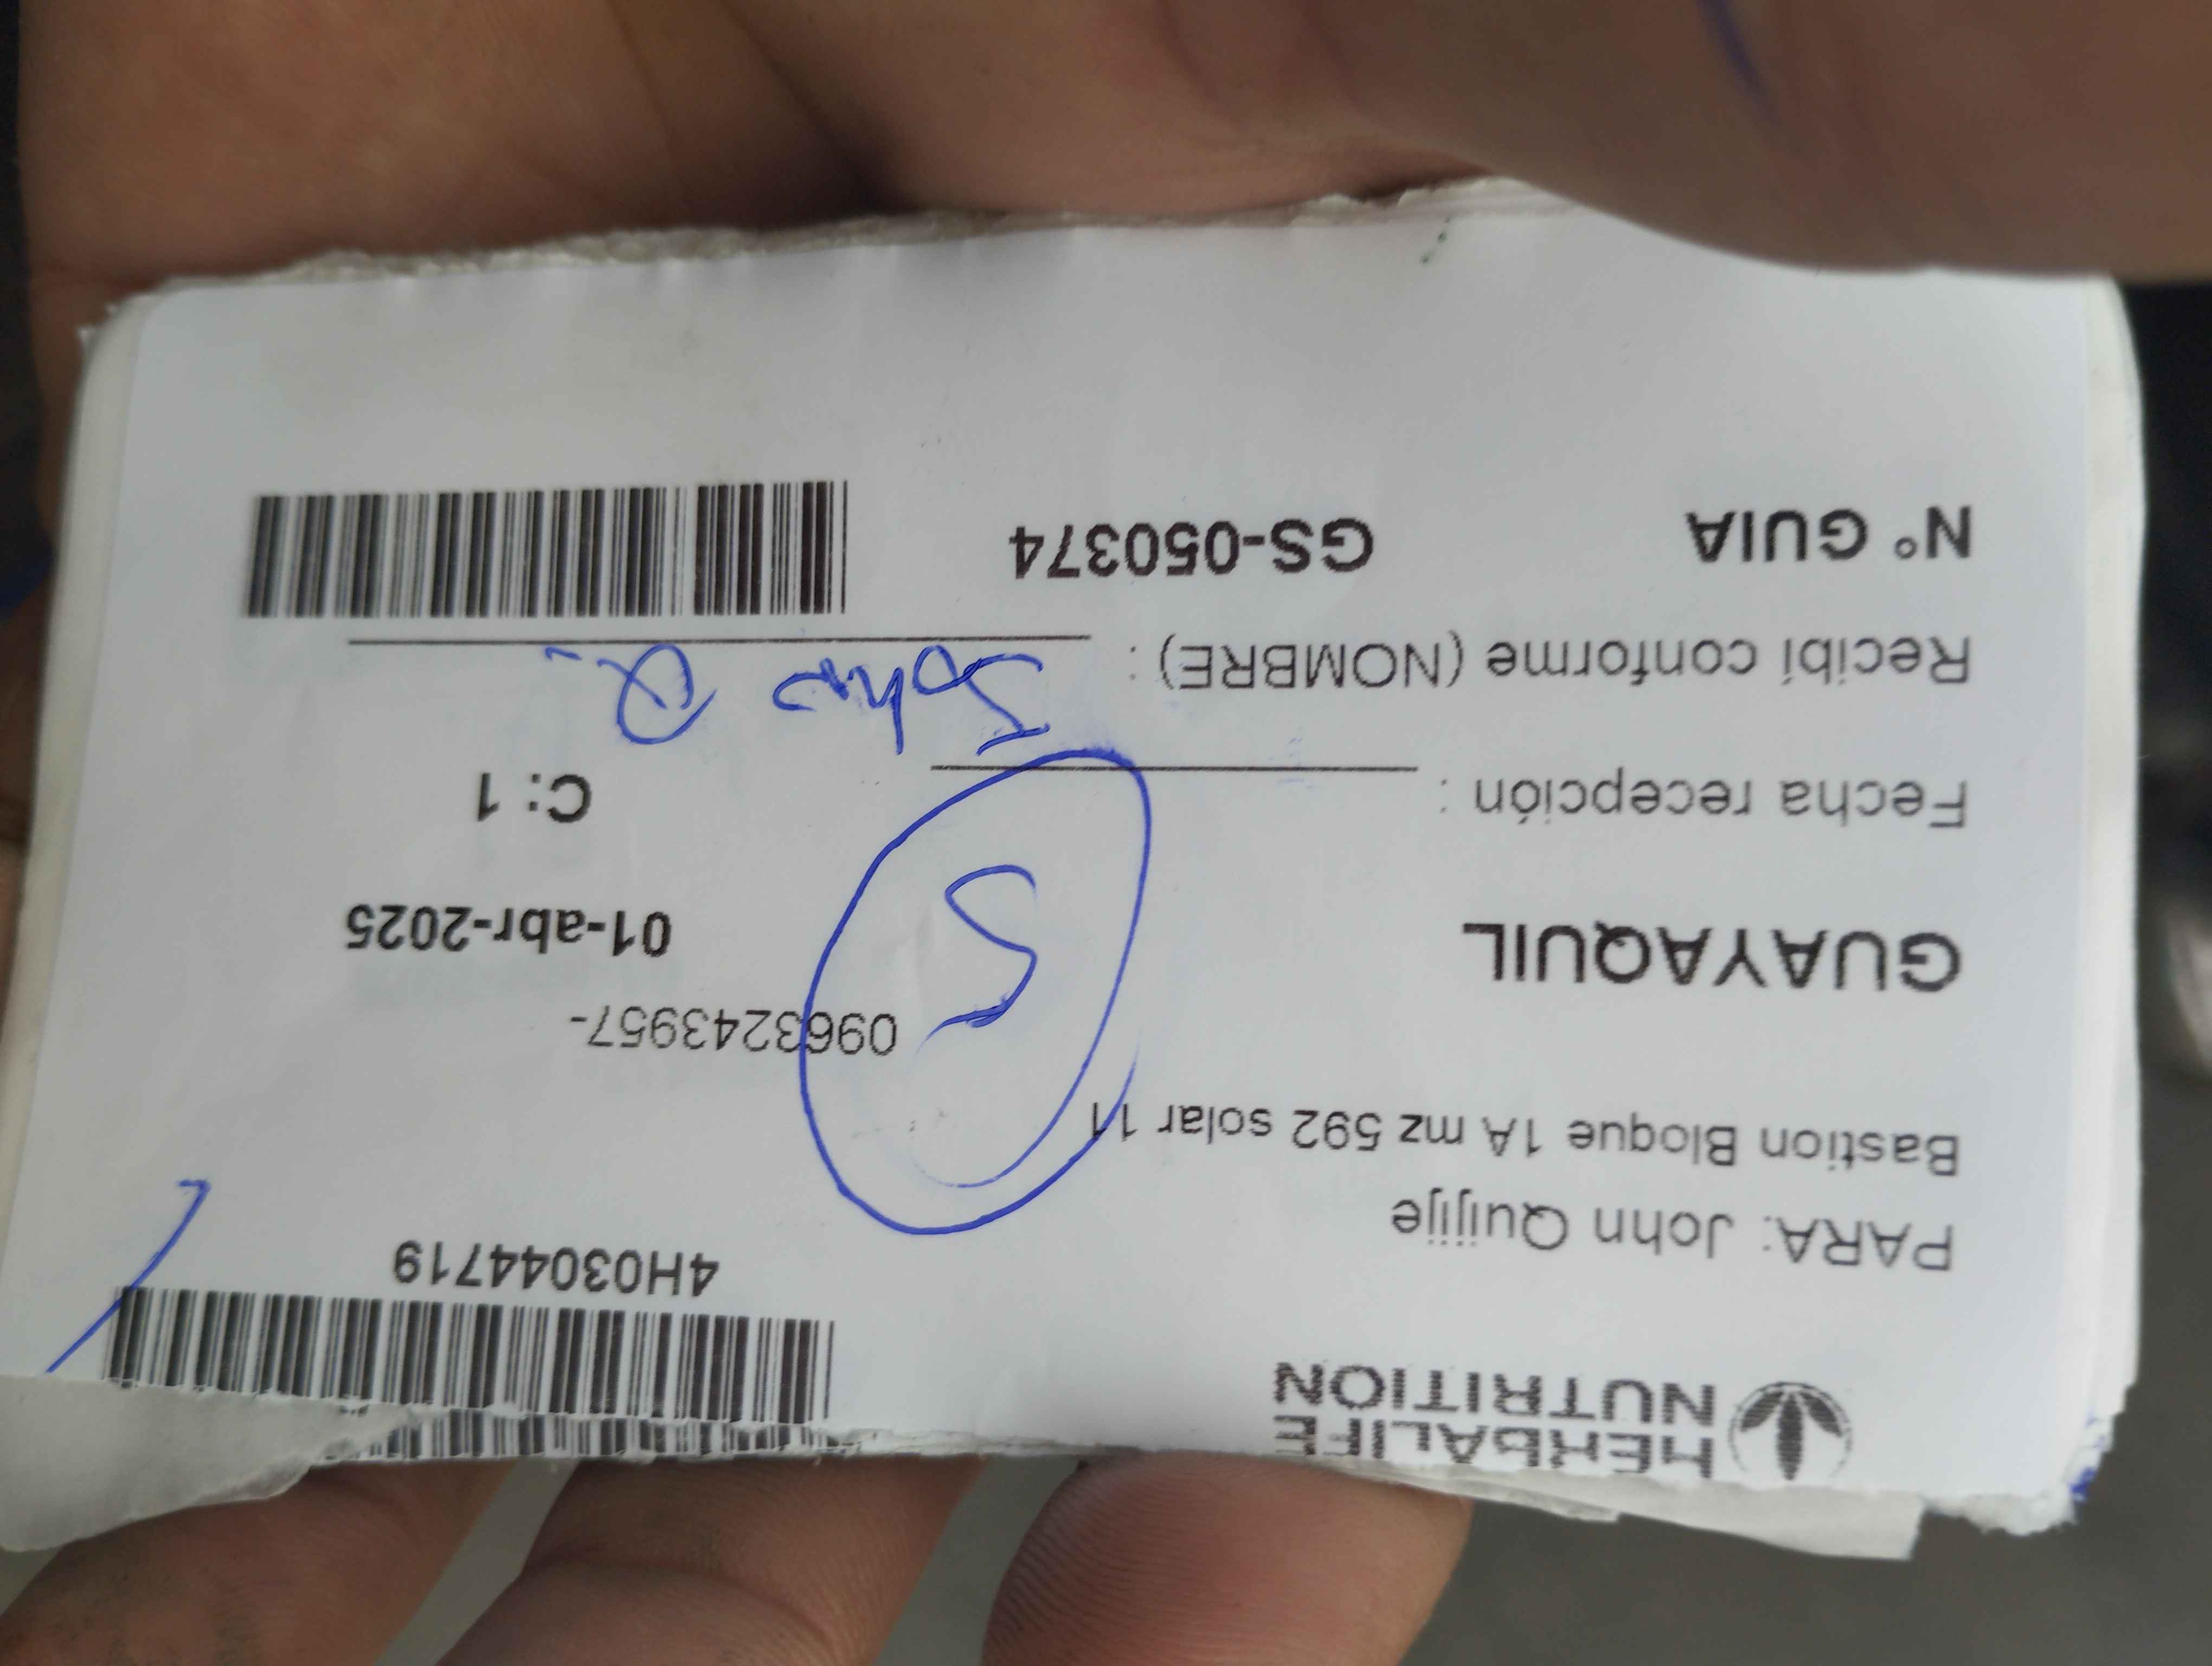 HERBALIFE
NUTRITION
4H03044719
PARA: John Quijije
Bastion Bloque 1A mz 592 solar 11
0963243957-
GUAYAQUIL
01-abr-2025
S
Fecha recepción :
C: 1
Recibí conforme (NOMBRE) : John Q.
N° GUIA
GS-050374